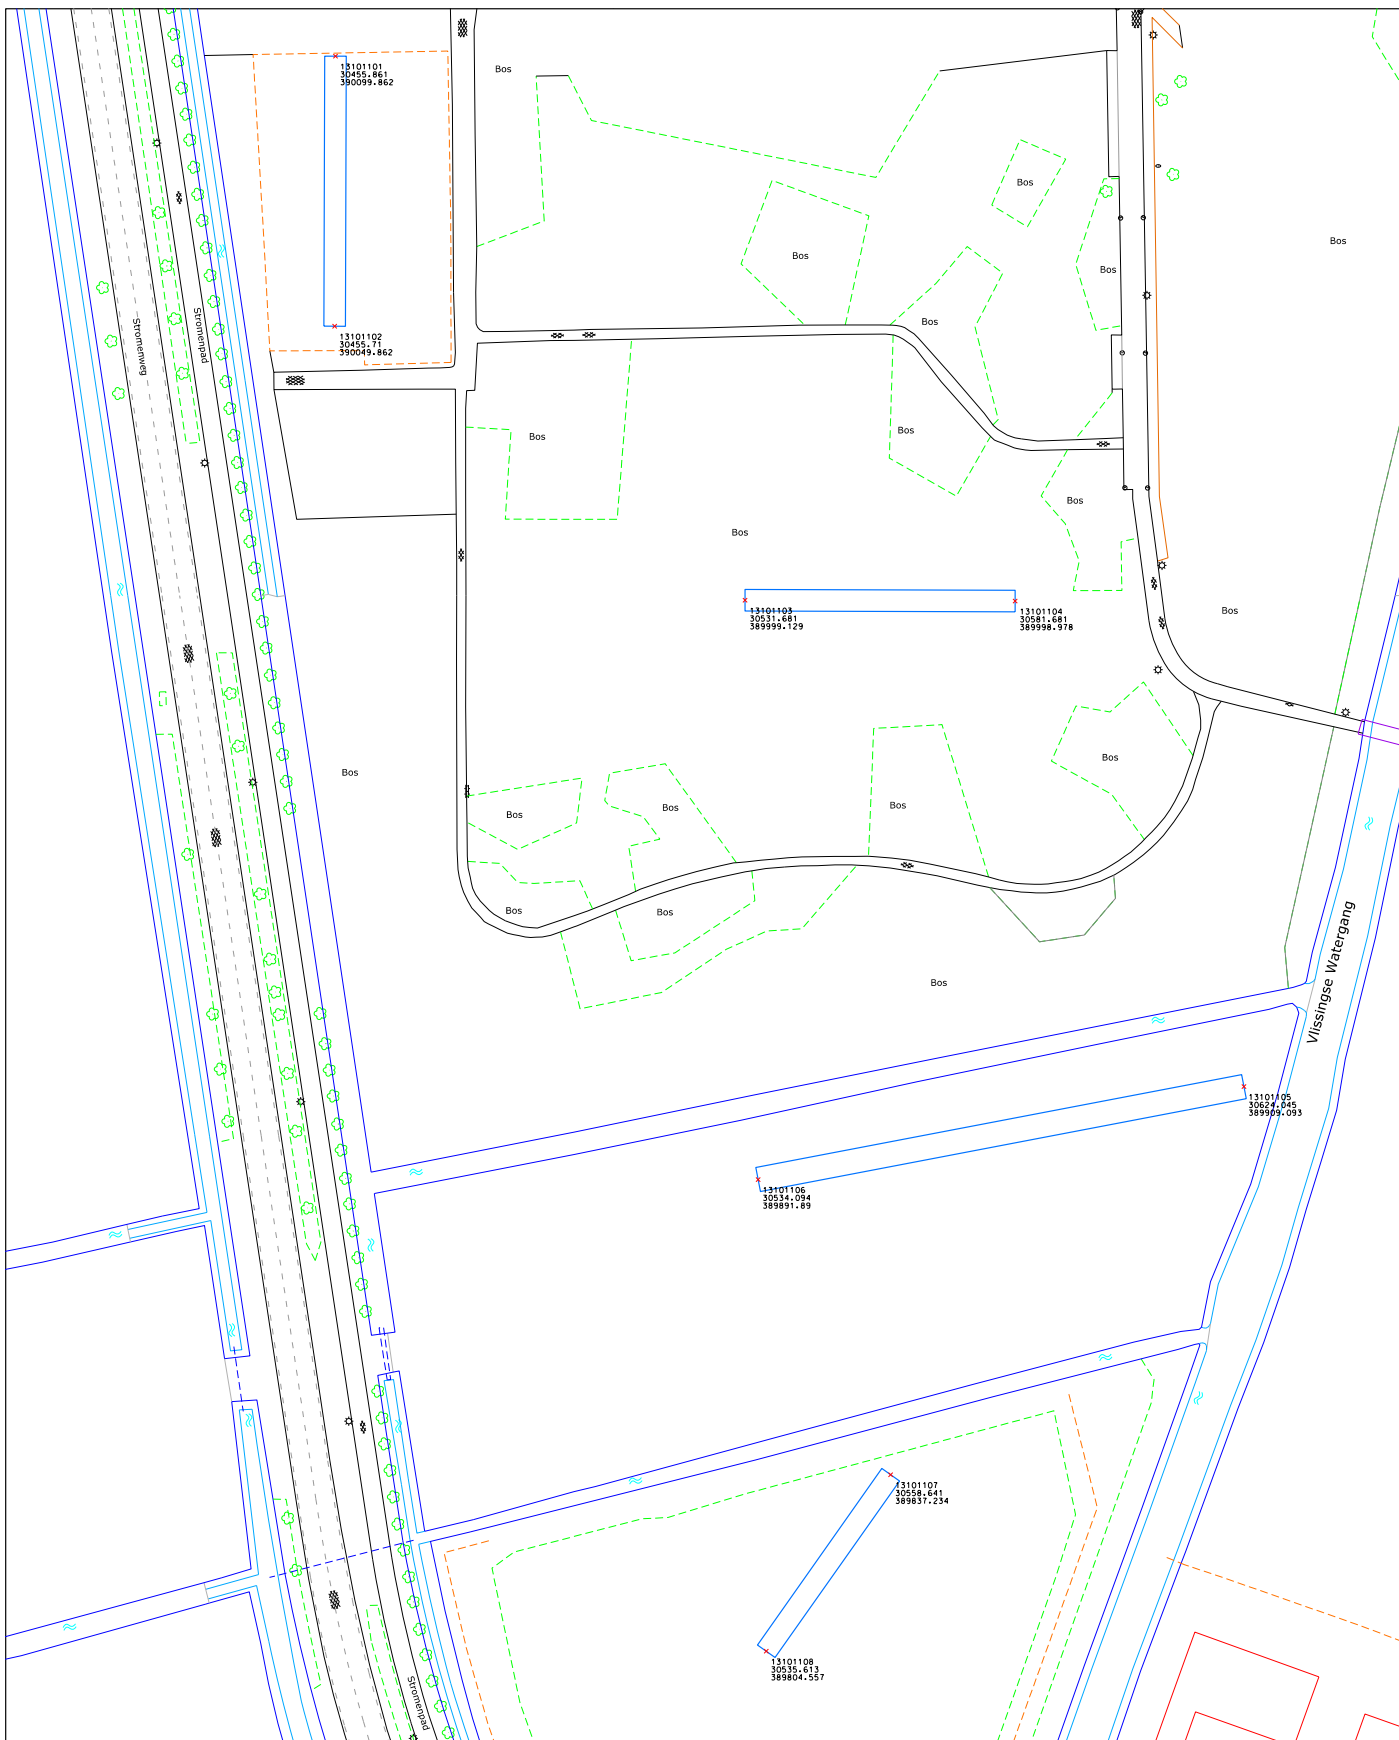 Bos
13101101
30455.861
390099.862
Bos
Bos
Bos
Bos
Stromenweg
Stromenpad
Bos
13101102
30455.71
390049.862
Bos
Bos
Bos
Bos
13101103
30531.681
389999.129
13101104
30581.681
389998.978
Bos
Bos
Bos
Bos
Bos
Bos
Bos
Bos
Vlissingse Watergang
Bos
13101105
30624.045
389909.093
13101106
30534.094
389891.89
13101107
30558.641
389837.234
13101108
30535.613
389804.557
Stromenpad